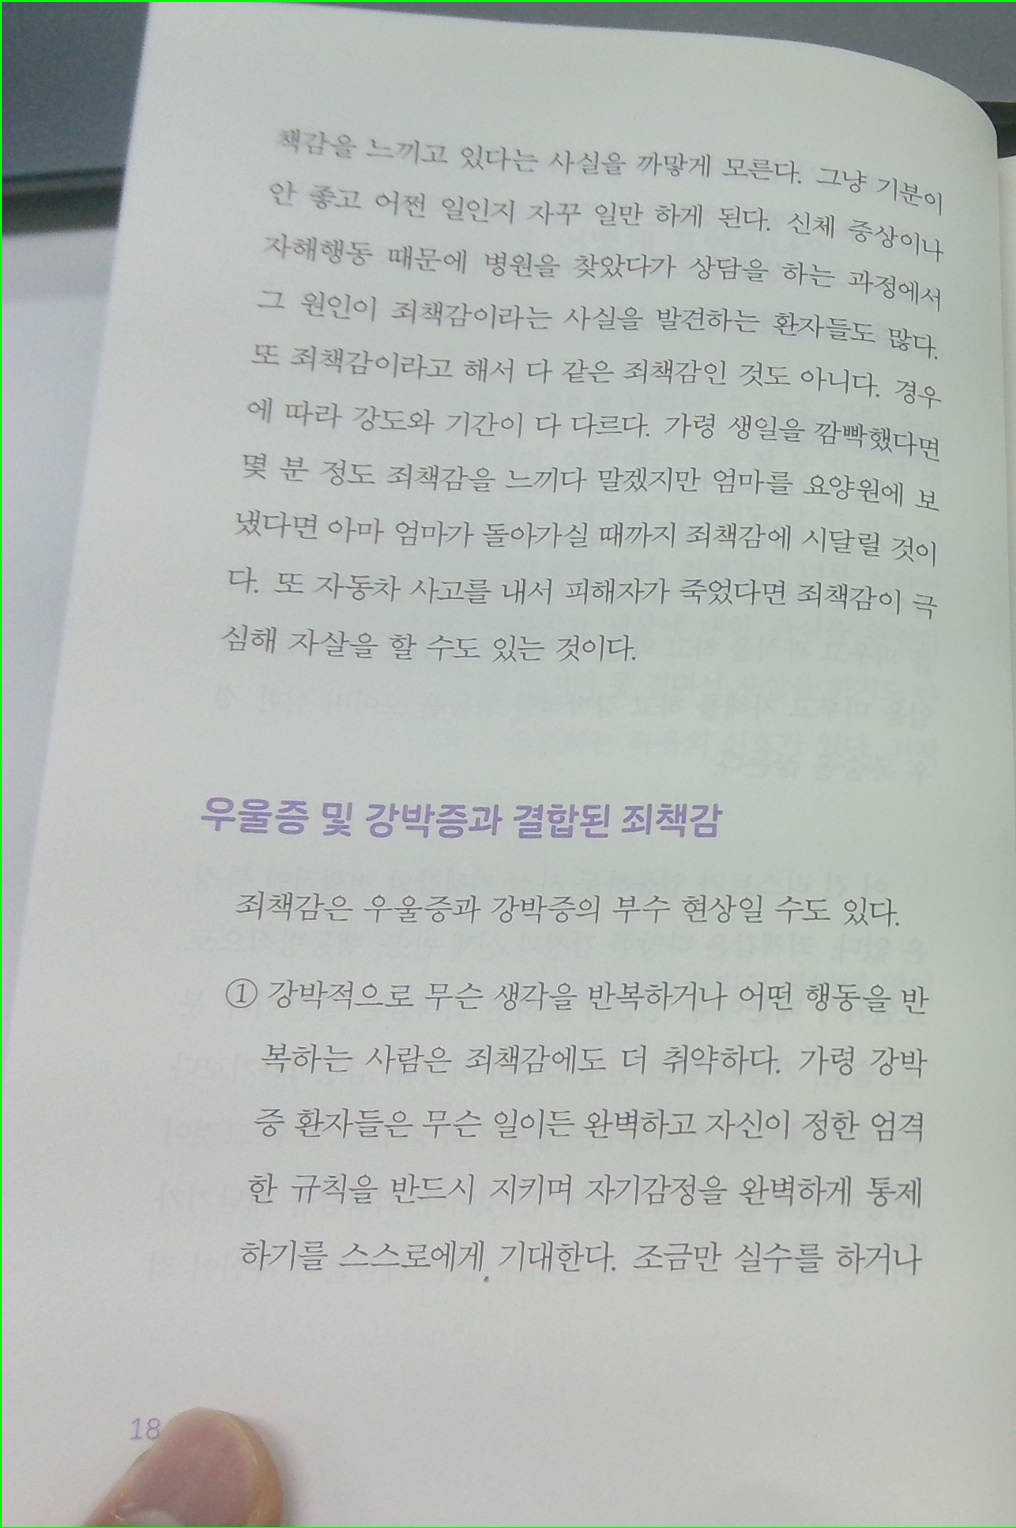 책감을 느끼고 있다는 사실을 까맣게 모른다. 그냥 기분이
안 좋고 어쩐 일인지 자꾸 일만 하게 된다. 신체 증상이나
자해행동 때문에 병원을 찾았다가 상담을 하는 과정에서
그 원인이 죄책감이라는 사실을 발견하는 환자들도 많다.
또 죄책감이라고 해서 다 같은 죄책감인 것도 아니다. 경우
에 따라 강도와 기간이 다 다르다. 가령 생일을 깜빡했다면
몇 분 정도 죄책감을 느끼다 말겠지만 엄마를 요양원에 보
냈다면 아마 엄마가 돌아가실 때까지 죄책감에 시달릴 것이
다. 또 자동차 사고를 내서 피해자가 죽었다면 죄책감이 극
심해 자살을 할 수도 있는 것이다.
우울증 및 강박증과 결합된 죄책감
죄책감은 우울증과 강박증의 부수 현상일 수도 있다.
① 강박적으로 무슨 생각을 반복하거나 어떤 행동을 반
복하는 사람은 죄책감에도 더 취약하다. 가령 강박
증 환자들은 무슨 일이든 완벽하고 자신이 정한 엄격
한 규칙을 반드시 지키며 자기감정을 완벽하게 통제
하기를 스스로에게 기대한다. 조금만 실수를 하거나
18